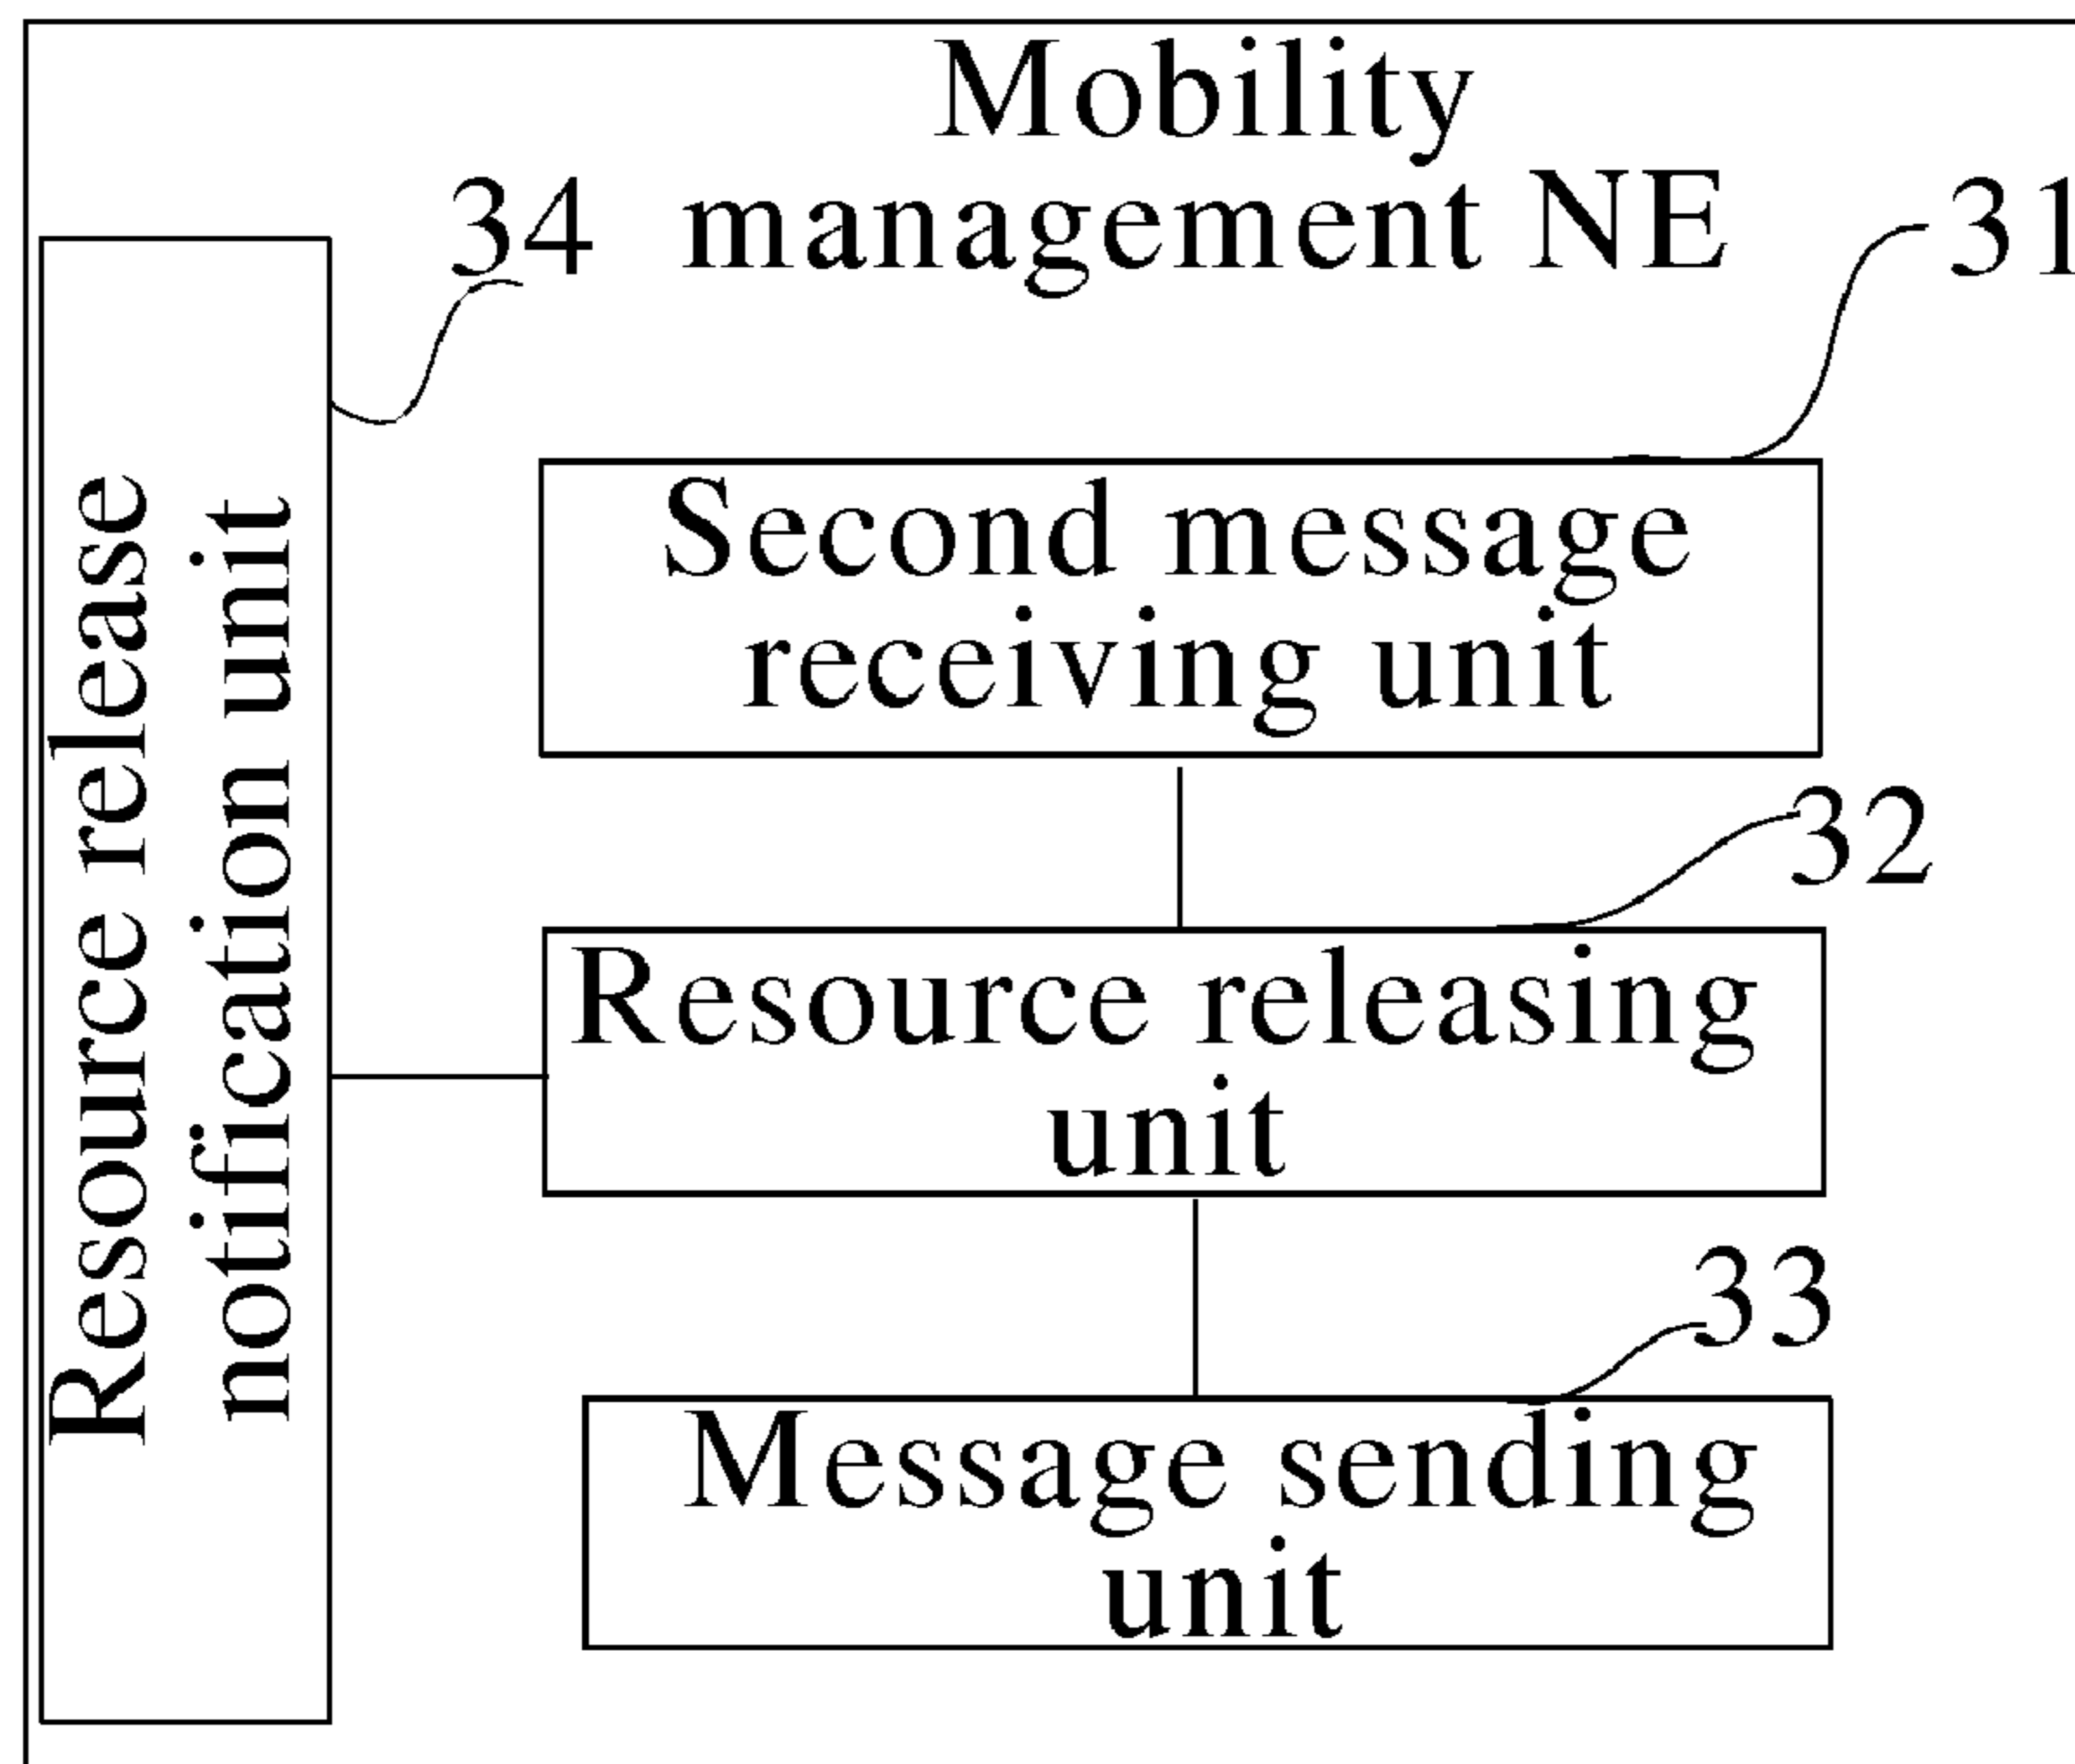 Mobility
management NE
34
31
Second message
receiving unit
32
Resource releasing
unit
33
Message sending
unit
Resource release
notification unit